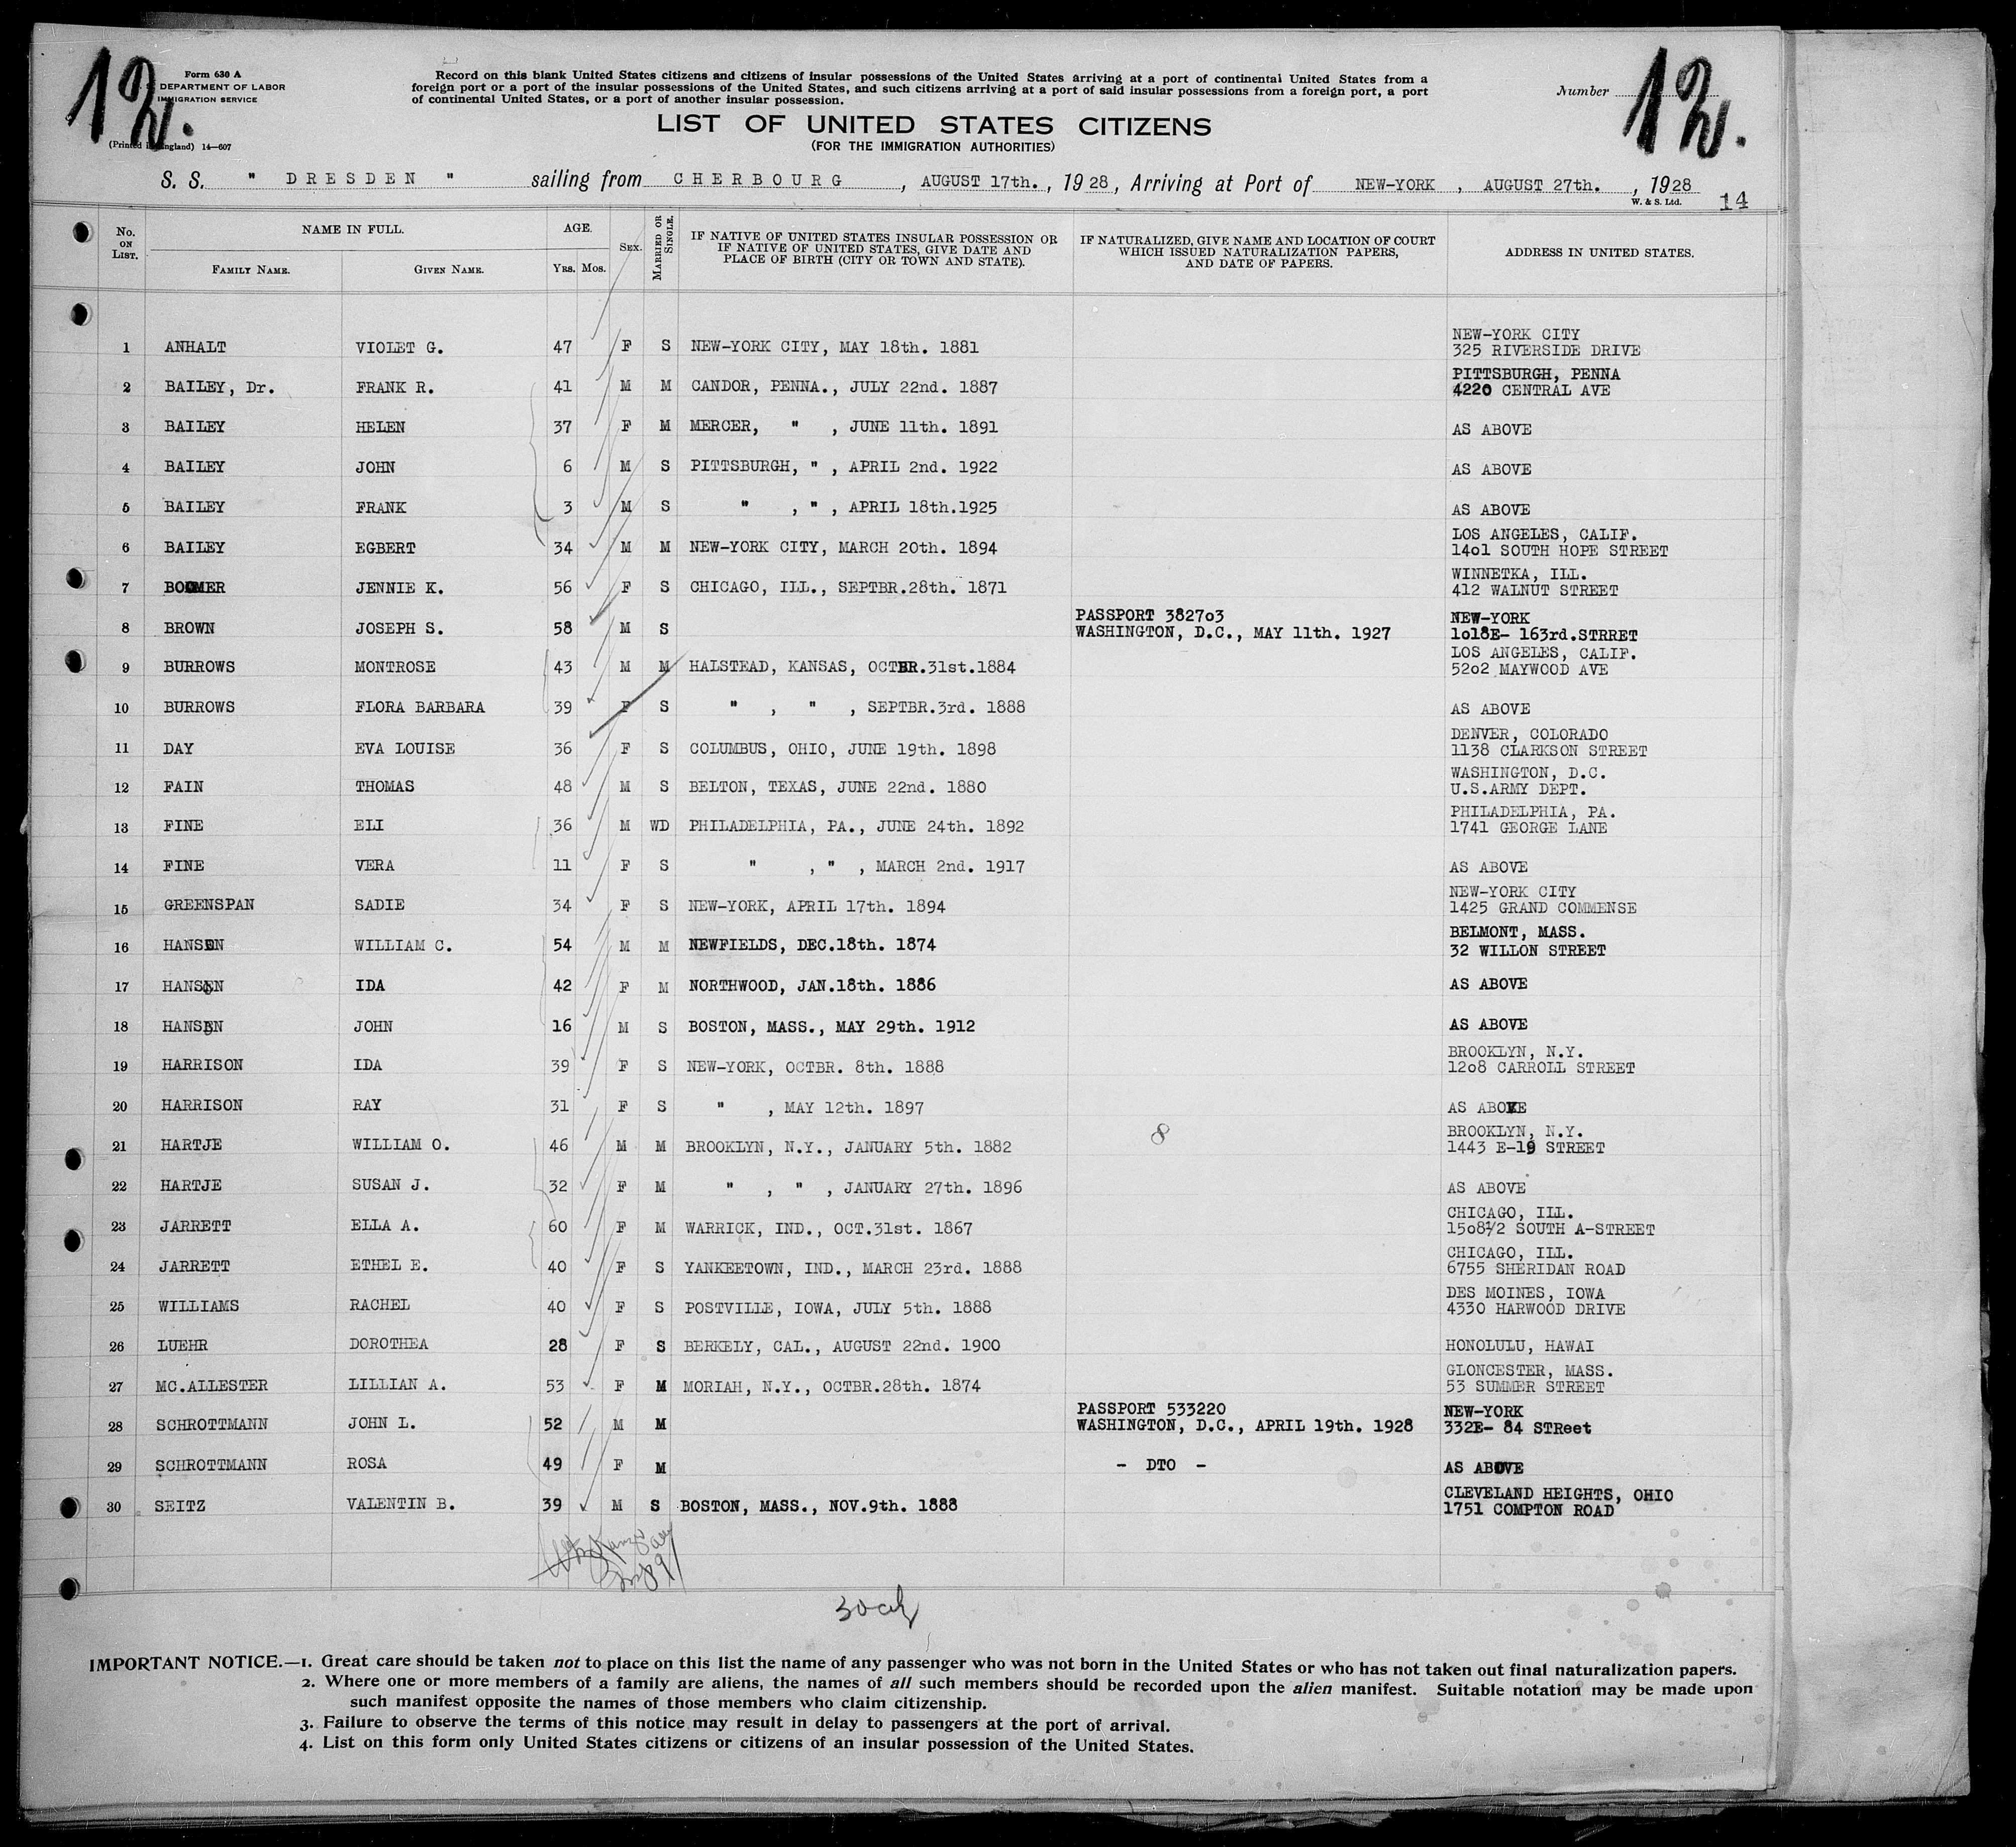 12.
Form 630 A
DEPARTMENT OF LABOR
IMMIGRATION SERVICE
(Printed in England) 14—607
Record on this blank United States citizens and citizens of insular possessions of the United States arriving at a port of continental United States from a
foreign port or a port of the insular possessions of the United States, and such citizens arriving at a port of said insular possessions from a foreign port, a port
of continental United States, or a port of another insular possession.
Number 12.
LIST OF UNITED STATES CITIZENS
(FOR THE IMMIGRATION AUTHORITIES)
S. S. " DRESDEN " sailing from CHERBOURG, AUGUST 17th., 1928, Arriving at Port of NEW-YORK, AUGUST 27th., 1928
W. & S. Ltd. 14
No. ON LIST. NAME IN FULL. FAMILY NAME. GIVEN NAME. AGE. YRS. MOS. SEX. MARRIED OR SINGLE. IF NATIVE OF UNITED STATES INSULAR POSSESSION OR IF NATIVE OF UNITED STATES, GIVE DATE AND PLACE OF BIRTH (CITY OR TOWN AND STATE). IF NATURALIZED, GIVE NAME AND LOCATION OF COURT WHICH ISSUED NATURALIZATION PAPERS, AND DATE OF PAPERS. ADDRESS IN UNITED STATES.
1 ANHALT VIOLET G. 47 F S NEW-YORK CITY, MAY 18th. 1881 NEW-YORK CITY 325 RIVERSIDE DRIVE
2 BAILEY, Dr. FRANK R. 41 M M CANDOR, PENNA., JULY 22nd. 1887 PITTSBURGH, PENNA 4220 CENTRAL AVE
3 BAILEY HELEN 37 F M MERCER, " , JUNE 11th. 1891 AS ABOVE
4 BAILEY JOHN 6 M S PITTSBURGH, " , APRIL 2nd. 1922 AS ABOVE
5 BAILEY FRANK 3 M S " , " , APRIL 18th.1925 AS ABOVE
6 BAILEY EGBERT 34 M M NEW-YORK CITY, MARCH 20th. 1894 LOS ANGELES, CALIF. 14o1 SOUTH HOPE STREET
7 BOOMER JENNIE K. 56 F S CHICAGO, ILL., SEPTBR.28th. 1871 WINNETKA, ILL. 412 WALNUT STREET
8 BROWN JOSEPH S. 58 M S PASSPORT 3827o3 WASHINGTON, D.C., MAY 11th. 1927 NEW-YORK 1o18E- 163rd.STRRET
9 BURROWS MONTROSE 43 M M HALSTEAD, KANSAS, OCTBR.31st.1884 LOS ANGELES, CALIF. 52o2 MAYWOOD AVE
10 BURROWS FLORA BARBARA 39 F S " , " , SEPTBR.3rd. 1888 AS ABOVE
11 DAY EVA LOUISE 36 F S COLUMBUS, OHIO, JUNE 19th. 1898 DENVER, COLORADO 1138 CLARKSON STREET
12 FAIN THOMAS 48 M S BELTON, TEXAS, JUNE 22nd. 1880 WASHINGTON, D.C. U.S.ARMY DEPT.
13 FINE ELI 36 M WD PHILADELPHIA, PA., JUNE 24th. 1892 PHILADELPHIA, PA. 1741 GEORGE LANE
14 FINE VERA 11 F S " , " , MARCH 2nd. 1917 AS ABOVE
15 GREENSPAN SADIE 34 F S NEW-YORK, APRIL 17th. 1894 NEW-YORK CITY 1425 GRAND COMMENSE
16 WILLIAM C. 54 M M NEWFIELDS, DEC.18th. 1874 BELMONT, MASS. 32 WILLON STREET
17 IDA 42 F M NORTHWOOD, JAN.18th. 1886 AS ABOVE
18 JOHN 16 M S BOSTON, MASS., MAY 29th. 1912 AS ABOVE
19 HARRISON IDA 39 F S NEW-YORK, OCTBR. 8th. 1888 BROOKLYN, N.Y. 12o8 CARROLL STREET
20 HARRISON RAY 31 F S " , MAY 12th. 1897 AS ABOVE
21 HARTJE WILLIAM O. 46 M M BROOKLYN, N.Y., JANUARY 5th. 1882 8 BROOKLYN, N.Y. 1443 E-19 STREET
22 HARTJE SUSAN J. 32 F M " , " , JANUARY 27th. 1896 AS ABOVE
23 JARRETT ELLA A. 60 F M WARRICK, IND., OCT.31st. 1867 CHICAGO, ILL. 15o81/2 SOUTH A-STREET
24 JARRETT ETHEL E. 40 F S YANKEETOWN, IND., MARCH 23rd. 1888 CHICAGO, ILL. 6755 SHERIDAN ROAD
25 WILLIAMS RACHEL 40 F S POSTVILLE, IOWA, JULY 5th. 1888 DES MOINES, IOWA 4330 HARWOOD DRIVE
26 LUEHR DOROTHEA 28 F S BERKELY, CAL., AUGUST 22nd. 1900 HONOLULU, HAWAI
27 MC.ALLESTER LILLIAN A. 53 F M MORIAH, N.Y., OCTBR.28th. 1874 GLONCESTER, MASS. 53 SUMMER STREET
28 SCHROTTMANN JOHN L. 52 M M PASSPORT 533220 WASHINGTON, D.C., APRIL 19th. 1928 NEW-YORK 332E- 84 STReet
29 SCHROTTMANN ROSA 49 F M - DTO - AS ABOVE
30 SEITZ VALENTIN B. 39 M S BOSTON, MASS., NOV.9th. 1888 CLEVELAND HEIGHTS, OHIO 1751 COMPTON ROAD
IMPORTANT NOTICE.—1. Great care should be taken not to place on this list the name of any passenger who was not born in the United States or who has not taken out final naturalization papers.
2. Where one or more members of a family are aliens, the names of all such members should be recorded upon the alien manifest. Suitable notation may be made upon
such manifest opposite the names of those members who claim citizenship.
3. Failure to observe the terms of this notice may result in delay to passengers at the port of arrival.
4. List on this form only United States citizens or citizens of an insular possession of the United States.